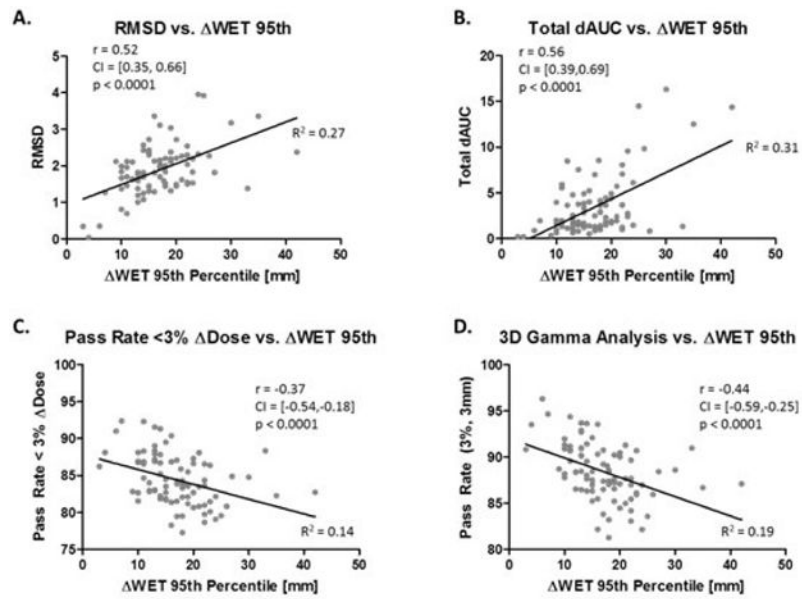 A.
RMSD vs. ΔWET 95th
r = 0.52
CI = [0.35, 0.66]
p < 0.0001
R² = 0.27
RMSD
5
4
3
2
1
0
0 10 20 30 40 50
ΔWET 95th Percentile [mm]
B.
Total dAUC vs. ΔWET 95th
r = 0.56
CI = [0.39,0.69]
p < 0.0001
R² = 0.31
Total dAUC
20
15
10
5
0
0 10 20 30 40 50
ΔWET 95th Percentile [mm]
C.
Pass Rate <3% ΔDose vs. ΔWET 95th
r = -0.37
CI = [-0.54,-0.18]
p < 0.0001
R² = 0.14
Pass Rate < 3% ΔDose
100
95
90
85
80
75
0 10 20 30 40 50
ΔWET 95th Percentile [mm]
D.
3D Gamma Analysis vs. ΔWET 95th
r = -0.44
CI = [-0.59,-0.25]
p < 0.0001
R² = 0.19
Pass Rate (3%, 3mm)
100
95
90
85
80
0 10 20 30 40 50
ΔWET 95th Percentile [mm]